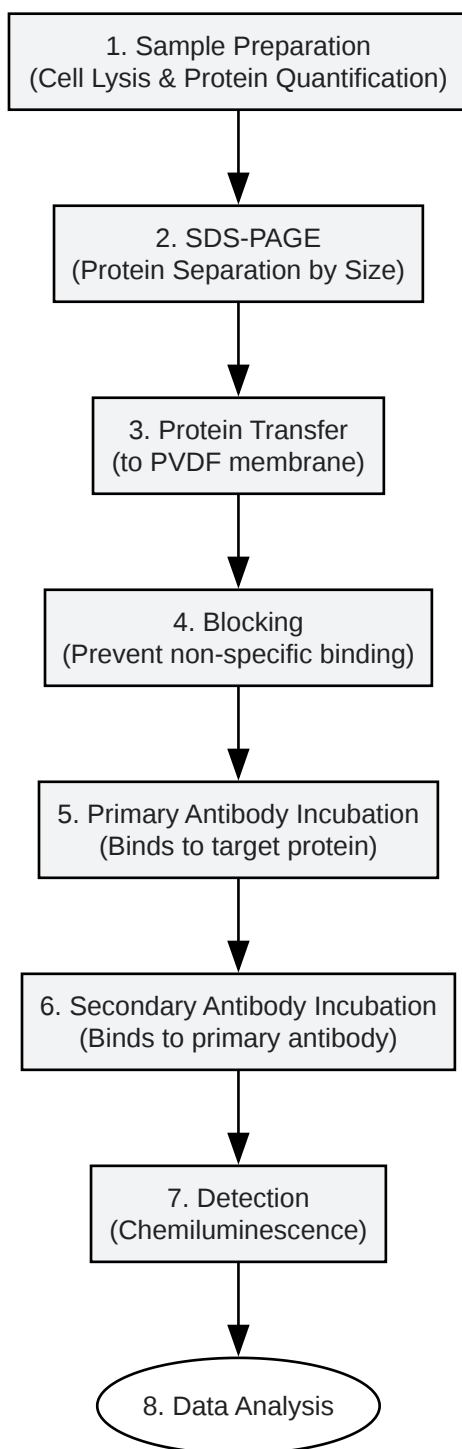 1. Sample Preparation
(Cell Lysis & Protein Quantification)
2. SDS-PAGE
(Protein Separation by Size)
3. Protein Transfer
(to PVDF membrane)
4. Blocking
(Prevent non-specific binding)
5. Primary Antibody Incubation
(Binds to target protein)
6. Secondary Antibody Incubation
(Binds to primary antibody)
7. Detection
(Chemiluminescence)
8. Data Analysis